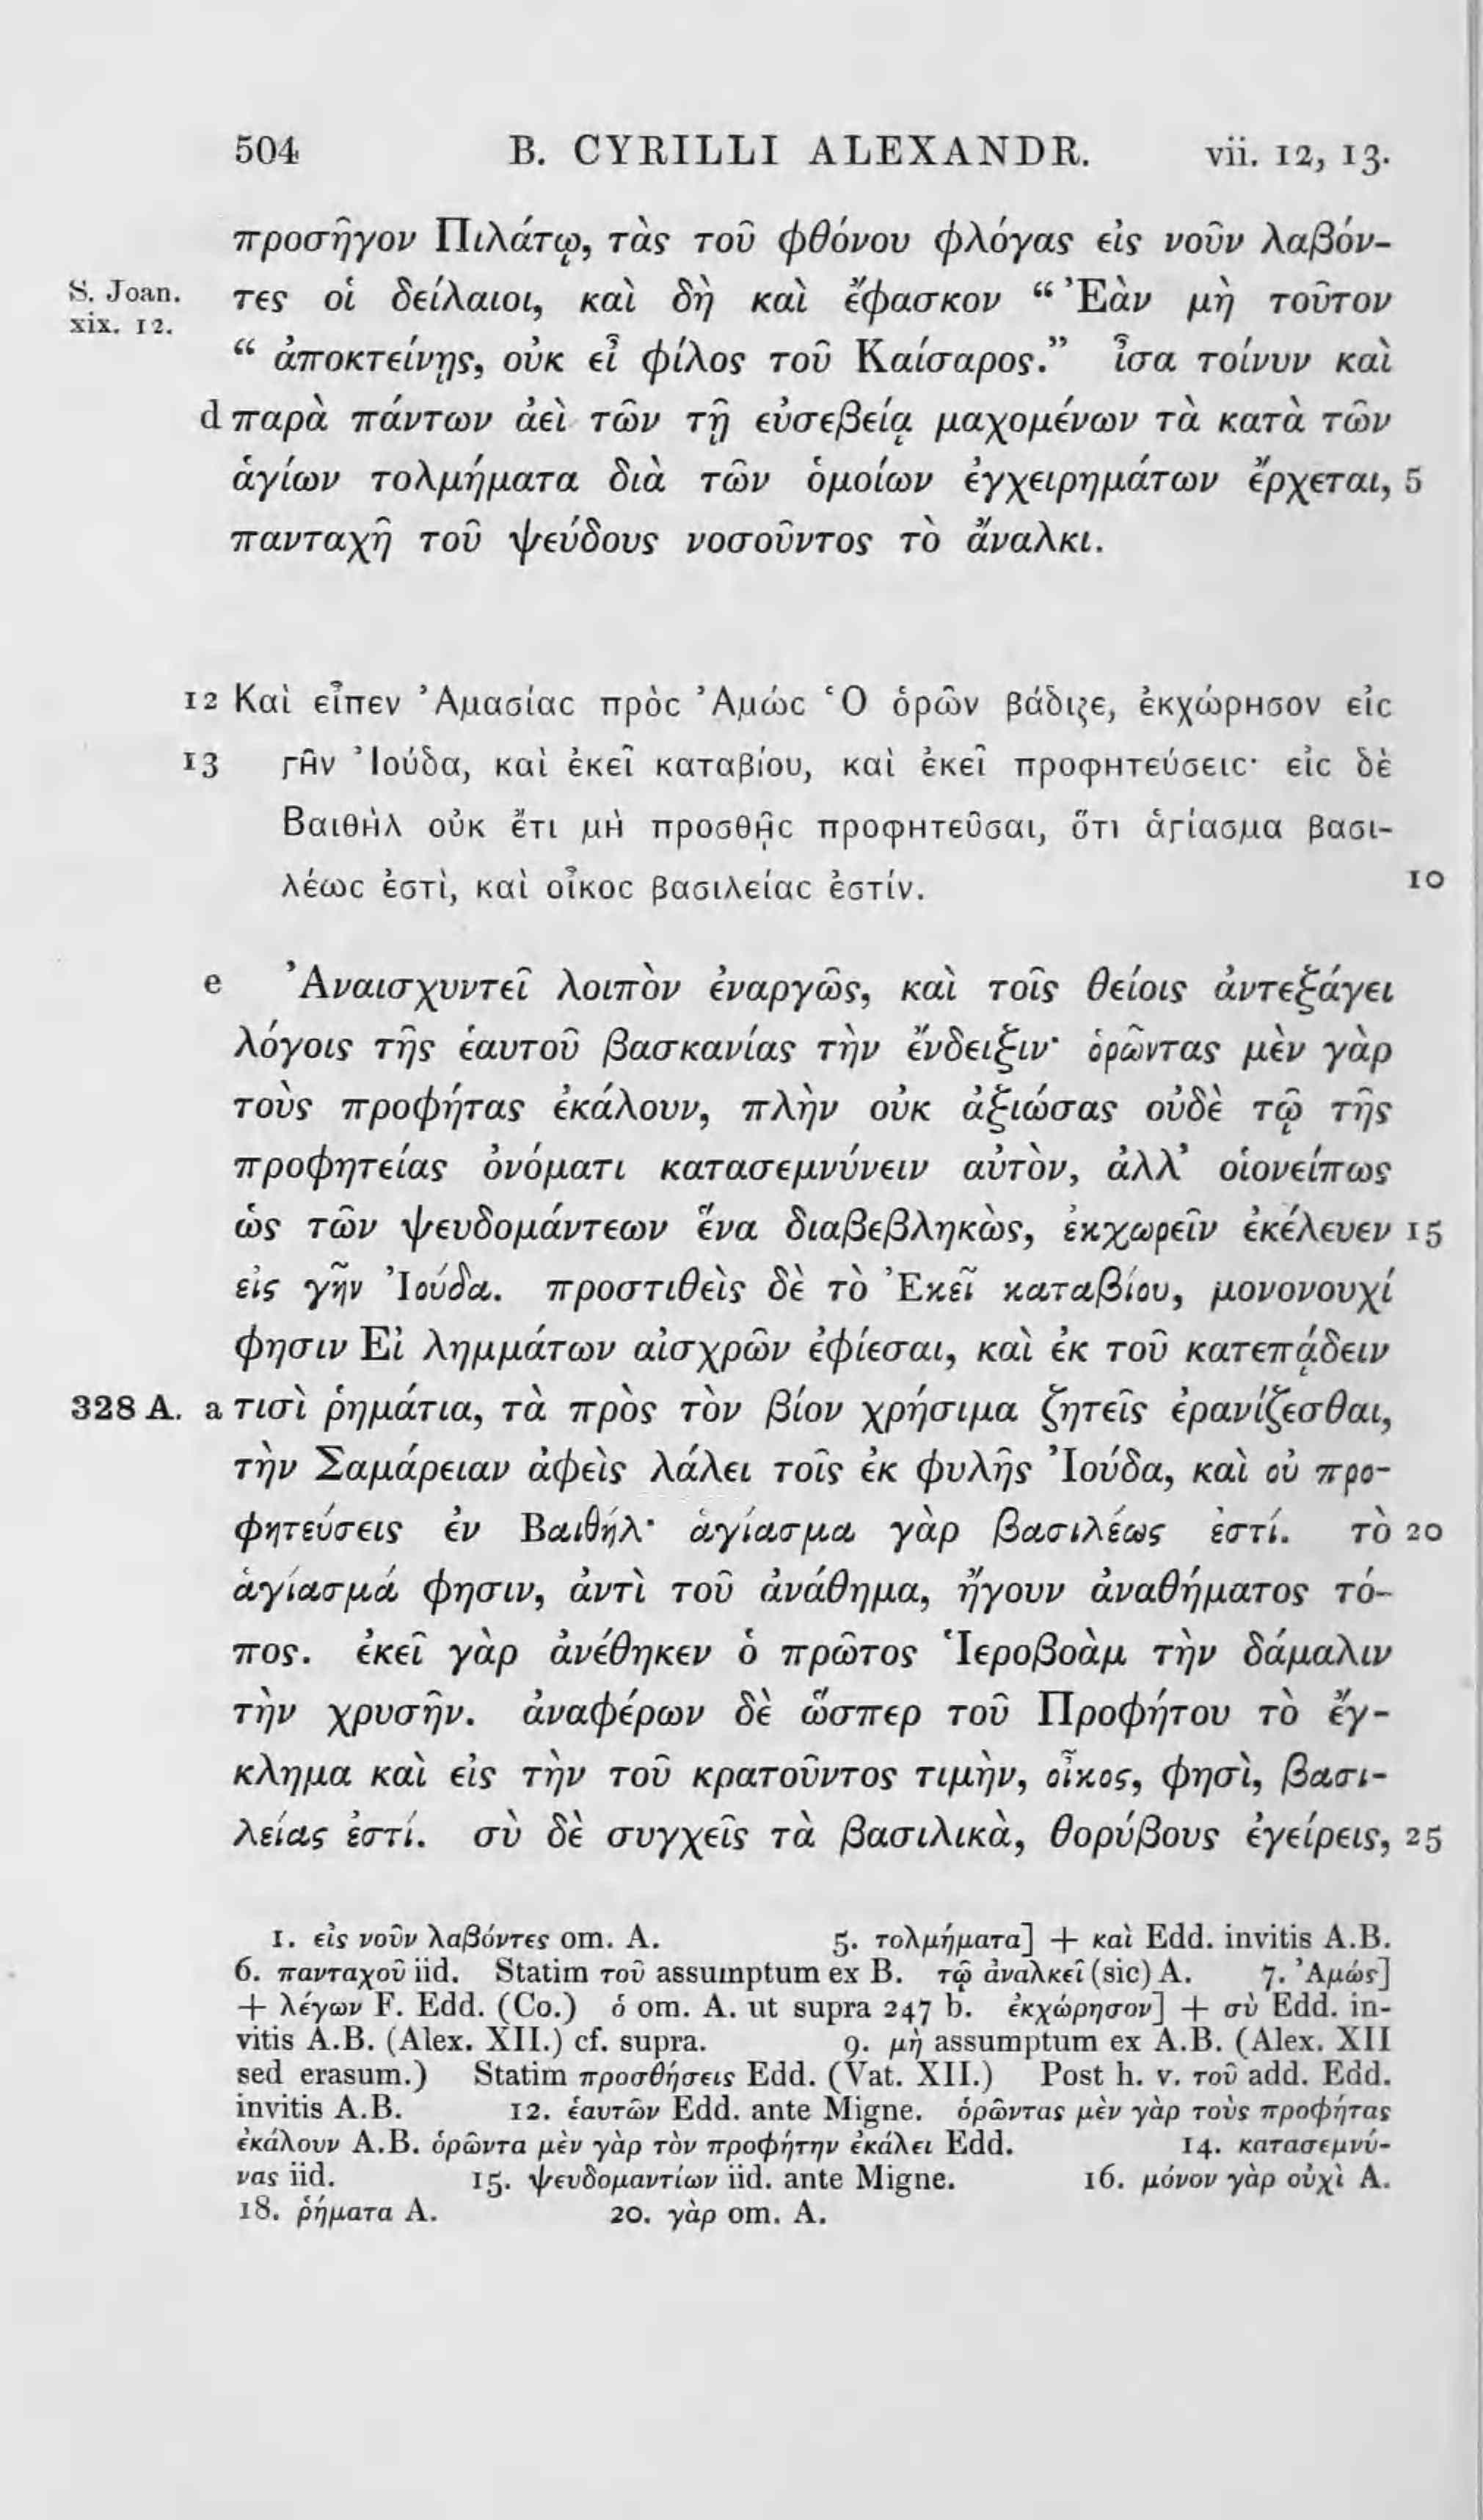 504 B. CYRILLI ALEXANDR. vii. 12, 13.
προσῆγον Πιλάτῳ, τὰς τοῦ φθόνου φλόγας εἰς νοῦν λαβόν-
S. Joan. xix. 12. τες οἱ δείλαιοι, καὶ δὴ καὶ ἔφασκον “Ἐὰν μὴ τοῦτον
“ ἀποκτείνῃς, οὐκ εἶ φίλος τοῦ Καίσαρος.” ἶσα τοίνυν καὶ
d παρὰ πάντων ἀεὶ τῶν τῇ εὐσεβείᾳ μαχομένων τὰ κατὰ τῶν
ἁγίων τολμήματα διὰ τῶν ὁμοίων ἐγχειρημάτων ἔρχεται, 5
πανταχῆ τοῦ ψεύδους νοσοῦντος τὸ ἄναλκι.
12 Καὶ εἶπεν Ἀμασίας πρὸς Ἀμώς Ὁ ὁρῶν βάδιζε, ἐκχώρησον εἰς
13 γῆν Ἰούδα, καὶ ἐκεῖ καταβίου, καὶ ἐκεῖ προφητεύσεις· εἰς δὲ
Βαιθὴλ οὐκ ἔτι μὴ προσθῇς προφητεῦσαι, ὅτι ἁγίασμα βασι-
λέως ἐστὶ, καὶ οἶκος βασιλείας ἐστίν. 10
e Ἀναισχυντεῖ λοιπὸν ἐναργῶς, καὶ τοῖς θείοις ἀντεξάγει
λόγοις τῆς ἑαυτοῦ βασκανίας τὴν ἔνδειξιν· ὁρῶντας μὲν γὰρ
τοὺς προφήτας ἐκάλουν, πλὴν οὐκ ἀξιώσας οὐδὲ τῷ τῆς
προφητείας ὀνόματι κατασεμνύνειν αὐτὸν, ἀλλ’ οἱονείπως
ὡς τῶν ψευδομάντεων ἕνα διαβεβληκὼς, ἐκχωρεῖν ἐκέλευεν 15
εἰς γῆν Ἰούδα. προστιθεὶς δὲ τὸ Ἐκεῖ καταβίου, μονονουχί
φησιν Εἰ λημμάτων αἰσχρῶν ἐφίεσαι, καὶ ἐκ τοῦ κατεπᾴδειν
328 A. a τισὶ ῥημάτια, τὰ πρὸς τὸν βίον χρήσιμα ζητεῖς ἐρανίζεσθαι,
τὴν Σαμάρειαν ἀφεὶς λάλει τοῖς ἐκ φυλῆς Ἰούδα, καὶ οὐ προ-
φητεύσεις ἐν Βαιθήλ· ἁγίασμα γὰρ βασιλέως ἐστί. τὸ 20
ἁγίασμά φησιν, ἀντὶ τοῦ ἀνάθημα, ἤγουν ἀναθήματος τό-
πος. ἐκεῖ γὰρ ἀνέθηκεν ὁ πρῶτος Ἱεροβοὰμ τὴν δάμαλιν
τὴν χρυσῆν. ἀναφέρων δὲ ὥσπερ τοῦ Προφήτου τὸ ἔγ-
κλημα καὶ εἰς τὴν τοῦ κρατοῦντος τιμὴν, οἶκος, φησὶ, βασι-
λείας ἐστί. σὺ δὲ συγχεῖς τὰ βασιλικὰ, θορύβους ἐγείρεις, 25
1. εἰς νοῦν λαβόντες om. A. 5. τολμήματα] + καὶ Edd. invitis A.B.
6. πανταχοῦ iid. Statim τοῦ assumptum ex B. τῷ ἀναλκεῖ (sic) A. 7. Ἀμώς]
+ λέγων F. Edd. (Co.) ὁ om. A. ut supra 247 b. ἐκχώρησον] + σὺ Edd. in-
vitis A.B. (Alex. XII.) cf. supra. 9. μὴ assumptum ex A.B. (Alex. XII
sed erasum.) Statim προσθήσεις Edd. (Vat. XII.) Post h. v. τοῦ add. Edd.
invitis A.B. 12. ἑαυτῶν Edd. ante Migne. ὁρῶντας μὲν γὰρ τοὺς προφήτας
ἐκάλουν A.B. ὁρῶντα μὲν γὰρ τὸν προφήτην ἐκάλει Edd. 14. κατασεμνύ-
νας iid. 15. ψευδομαντίων iid. ante Migne. 16. μόνον γὰρ οὐχὶ A.
18. ῥήματα A. 20. γὰρ om. A.